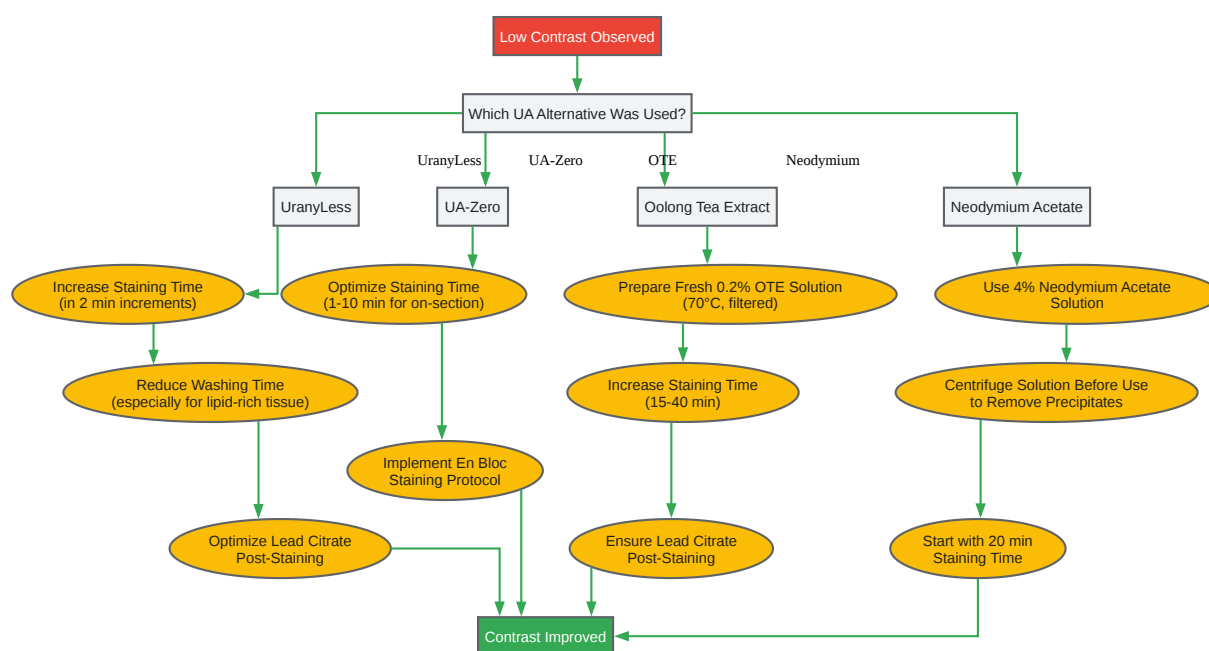 Low Contrast Observed
Which UA Alternative Was Used?
UranyLess
UA-Zero
OTE
Neodymium
UranyLess
UA-Zero
Oolong Tea Extract
Neodymium Acetate
Increase Staining Time
(in 2 min increments)
Optimize Staining Time
(1-10 min for on-section)
Prepare Fresh 0.2% OTE Solution
(70°C, filtered)
Use 4% Neodymium Acetate
Solution
Reduce Washing Time
(especially for lipid-rich tissue)
Increase Staining Time
(15-40 min)
Centrifuge Solution Before Use
to Remove Precipitates
Implement En Bloc
Staining Protocol
Optimize Lead Citrate
Post-Staining
Ensure Lead Citrate
Post-Staining
Start with 20 min
Staining Time
Contrast Improved